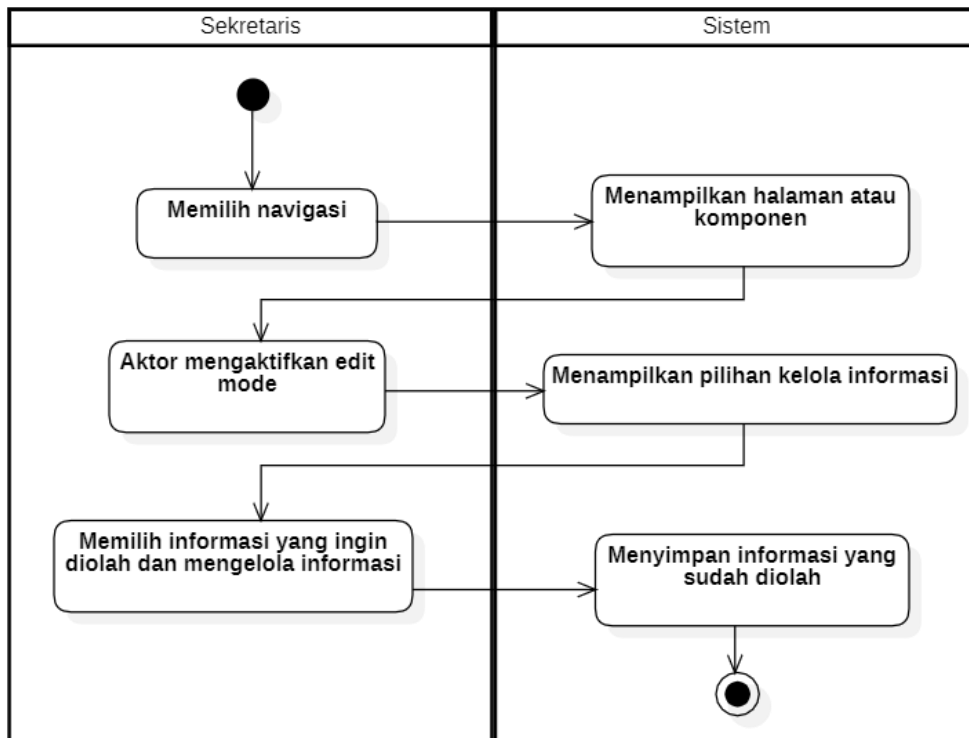 Sekretaris
Sistem
Memilih navigasi
Menampilkan halaman atau
komponen
Aktor mengaktifkan edit
mode
Menampilkan pilihan kelola informasi
Memilih informasi yang ingin
diolah dan mengelola informasi
Menyimpan informasi yang
sudah diolah